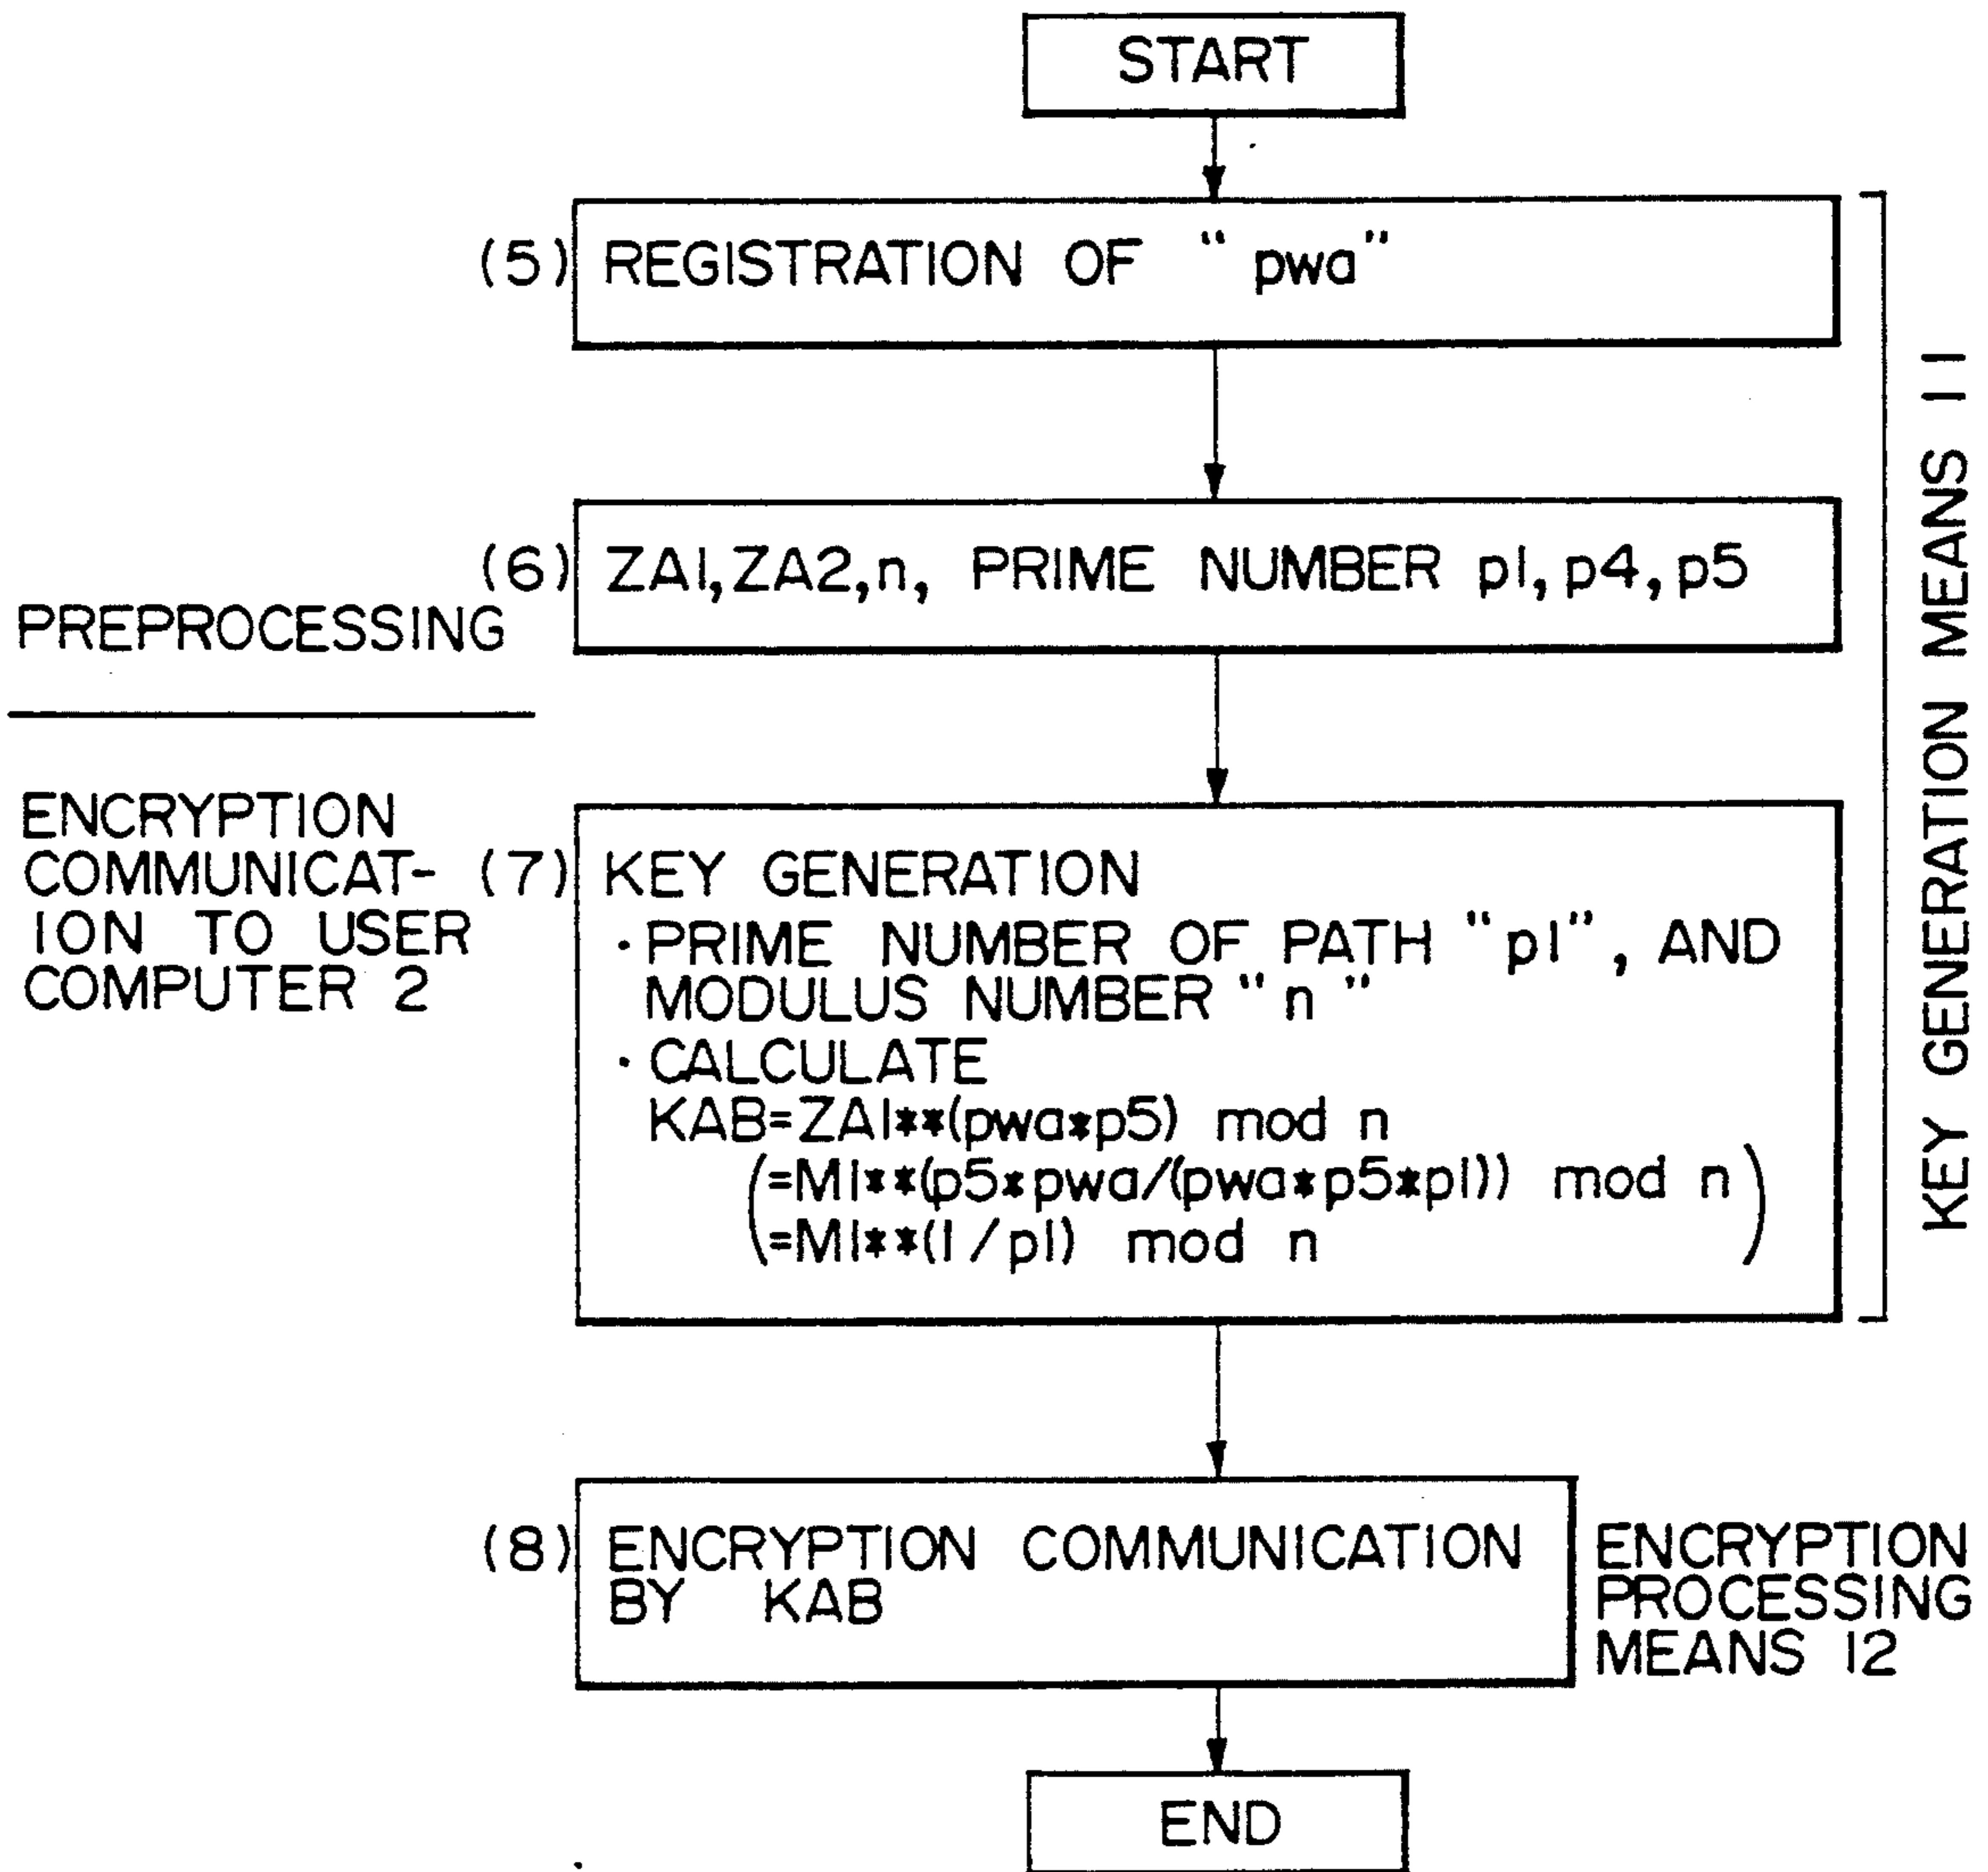 START
(5) REGISTRATION OF "pwa"
(6) ZA1,ZA2,n, PRIME NUMBER p1,p4,p5
PREPROCESSING
ENCRYPTION
COMMUNICAT-
ION TO USER
COMPUTER 2
(7) KEY GENERATION
·PRIME NUMBER OF PATH "p1", AND
MODULUS NUMBER "n"
·CALCULATE
KAB=ZA1**(pwa*p5) mod n
(=M1**(p5*pwa/(pwa*p5*p1)) mod n
=M1**(1/p1) mod n)
KEY GENERATION MEANS 11
(8) ENCRYPTION COMMUNICATION
BY KAB
ENCRYPTION
PROCESSING
MEANS 12
END